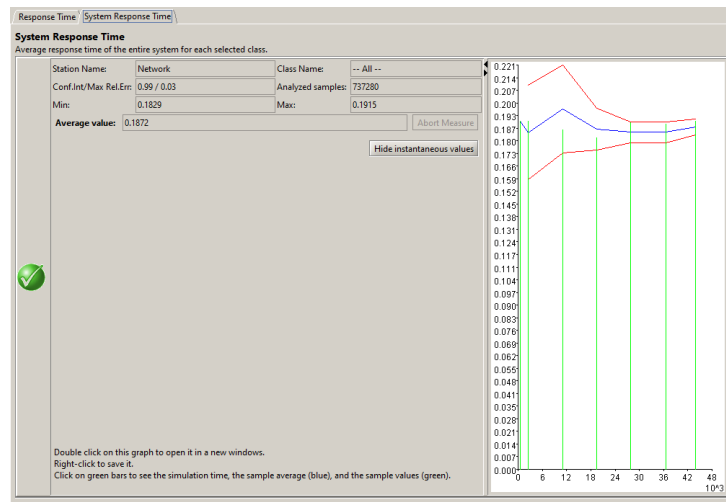 Response Time System Response Time
System Response Time
Average response time of the entire system for each selected class.
Station Name: Network Class Name: -- All --
Conf.Int/Max Rel.Err: 0.99 / 0.03 Analyzed samples: 737280
Min: 0.1829 Max: 0.1915
Average value: 0.1872 Abort Measure
Hide instantaneous values
Double click on this graph to open it in a new windows.
Right-click to save it.
Click on green bars to see the simulation time, the sample average (blue), and the sample values (green).
0.221
0.214
0.207
0.200
0.193
0.187
0.180
0.173
0.166
0.159
0.152
0.145
0.138
0.131
0.124
0.117
0.111
0.104
0.097
0.090
0.083
0.076
0.069
0.062
0.055
0.048
0.041
0.035
0.028
0.021
0.014
0.007
0.000
0 6 12 18 24 30 36 42 48
10^3